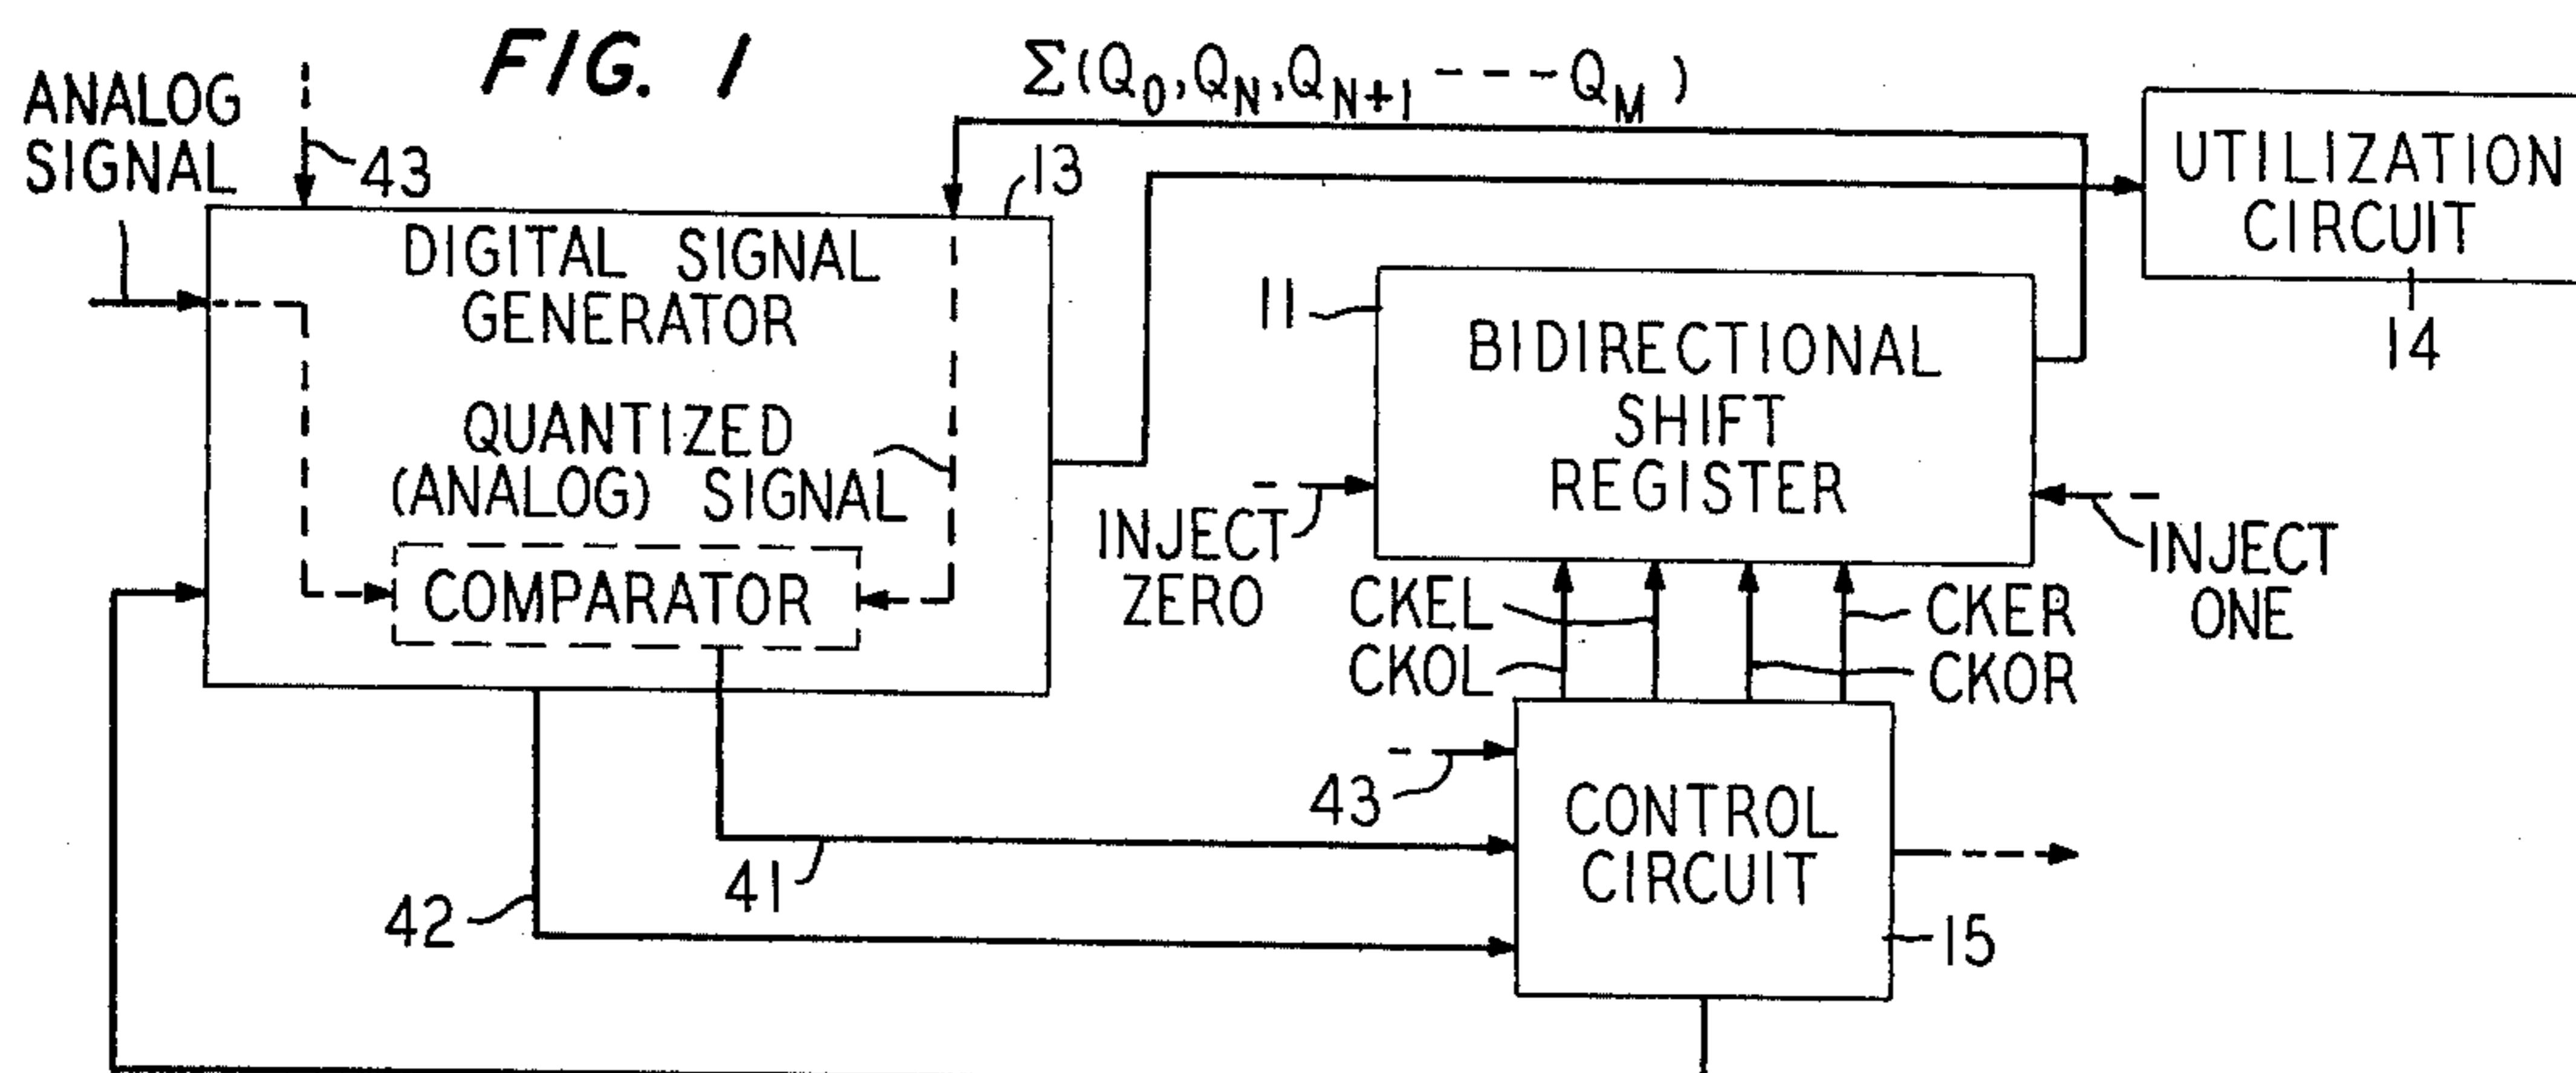 FIG. 1
ANALOG
SIGNAL
43
Σ(Q0,QN,QN+1 ----QM)
13
UTILIZATION
CIRCUIT
14
DIGITAL SIGNAL
GENERATOR
QUANTIZED
(ANALOG) SIGNAL
COMPARATOR
11
BIDIRECTIONAL
SHIFT
REGISTER
INJECT
ZERO
INJECT
ONE
CKEL
CKOL
CKER
CKOR
43
CONTROL
CIRCUIT
15
41
42